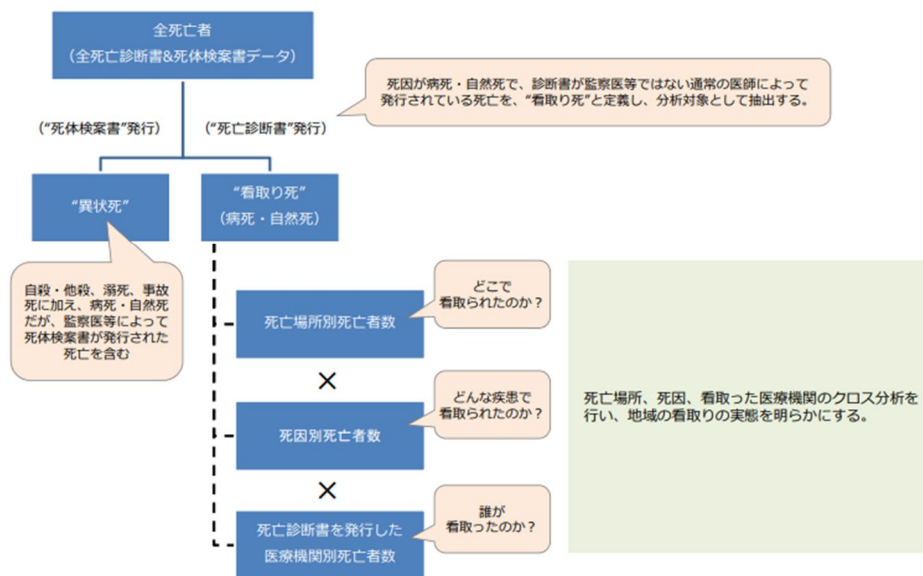 全死亡者
（全死亡診断書&死体検案書データ）
死因が病死・自然死で、診断書が監察医等ではない通常の医師によって
発行されている死亡を、“看取り死”と定義し、分析対象として抽出する。
（“死体検案書”発行）
（“死亡診断書”発行）
“異状死”
“看取り死”
（病死・自然死）
自殺・他殺、溺死、事故
死に加え、病死・自然死
だが、監察医等によって
死体検案書が発行された
死亡を含む
どこで
看取られたのか？
死亡場所別死亡者数
×
どんな疾患で
看取られたのか？
死因別死亡者数
×
誰が
看取ったのか？
死亡診断書を発行した
医療機関別死亡者数
死亡場所、死因、看取った医療機関のクロス分析を
行い、地域の看取りの実態を明らかにする。